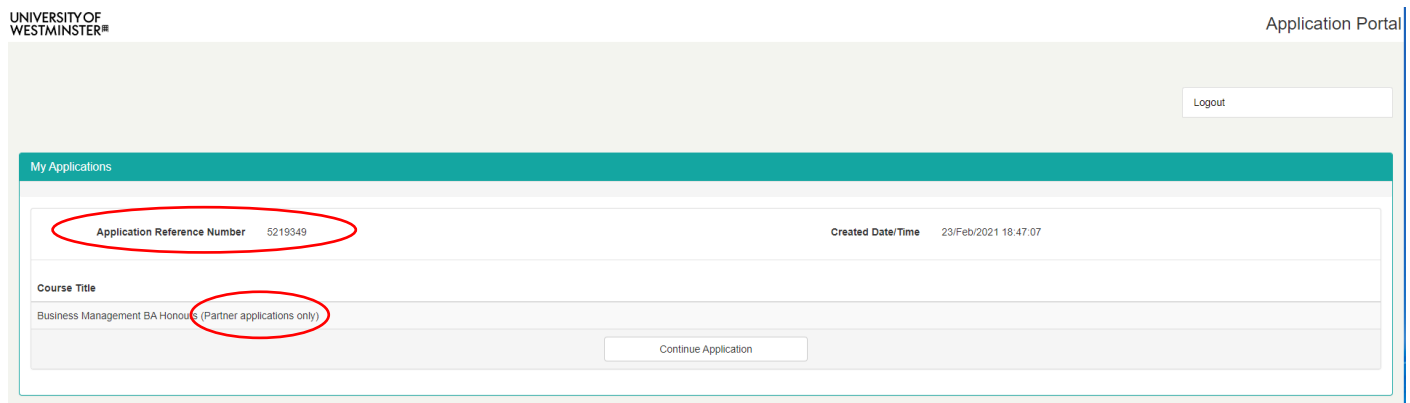 UNIVERSITY OF
WESTMINSTER
Application Portal
Logout
My Applications
Application Reference Number 5219349 Created Date/Time 23/Feb/2021 18:47:07
Course Title
Business Management BA Honours (Partner applications only)
Continue Application